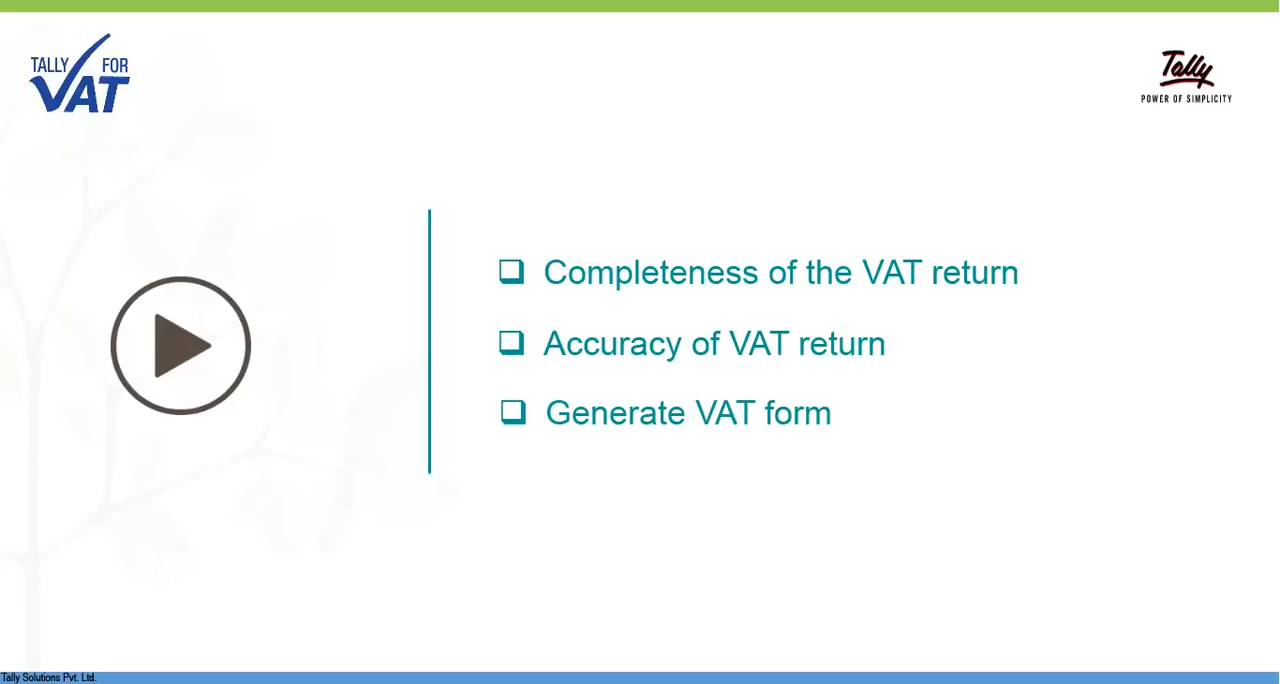 TALLY FOR
VAT
Tally
POWER OF SIMPLICITY
Completeness of the VAT return
Accuracy of VAT return
Generate VAT form
Tally Solutions Pvt. Ltd.